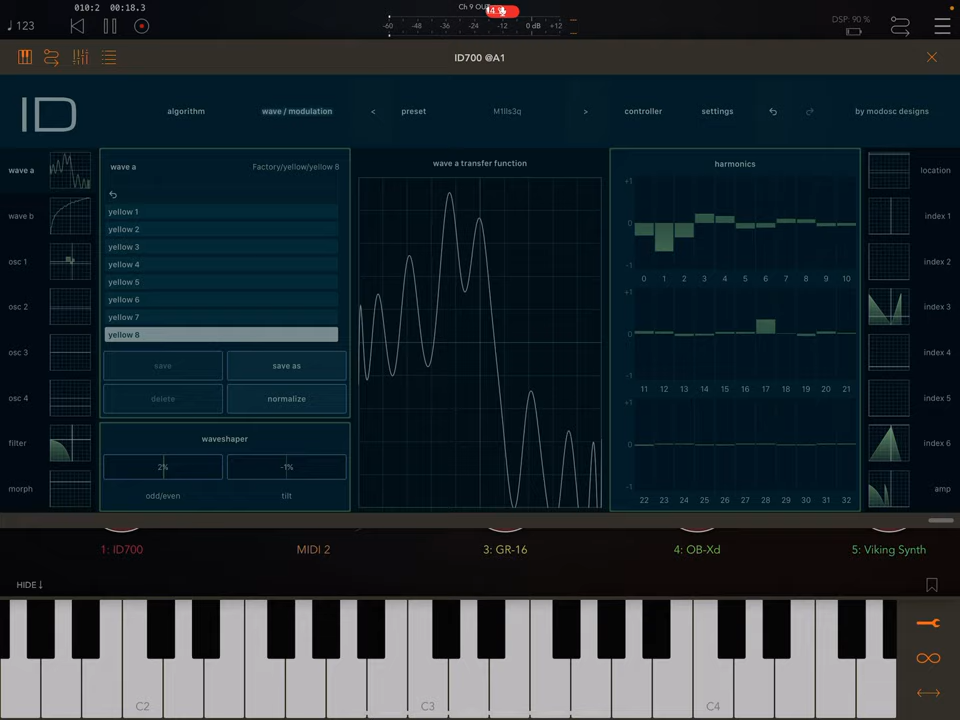 010:2 00:18.3
Ch 9 OU
♩ 123
-60 -48 -36 -24 -12 0 dB +12
DSP: 90 %
ID700 @A1
ID
algorithm wave / modulation < preset M1lls3q > controller settings by modosc designs
wave a
wave b
osc 1
osc 2
osc 3
osc 4
filter
morph
wave a Factory/yellow/yellow 8
yellow 1
yellow 2
yellow 3
yellow 4
yellow 5
yellow 6
yellow 7
yellow 8
save save as
delete normalize
waveshaper
2% -1%
odd/even tilt
wave a transfer function
harmonics
+1
0
-1
0 1 2 3 4 5 6 7 8 9 10
+1
0
-1
11 12 13 14 15 16 17 18 19 20 21
+1
0
-1
22 23 24 25 26 27 28 29 30 31 32
location
index 1
index 2
index 3
index 4
index 5
index 6
amp
1: ID700 MIDI 2 3: GR-16 4: OB-Xd 5: Viking Synth
HIDE↓
C2 C3 C4